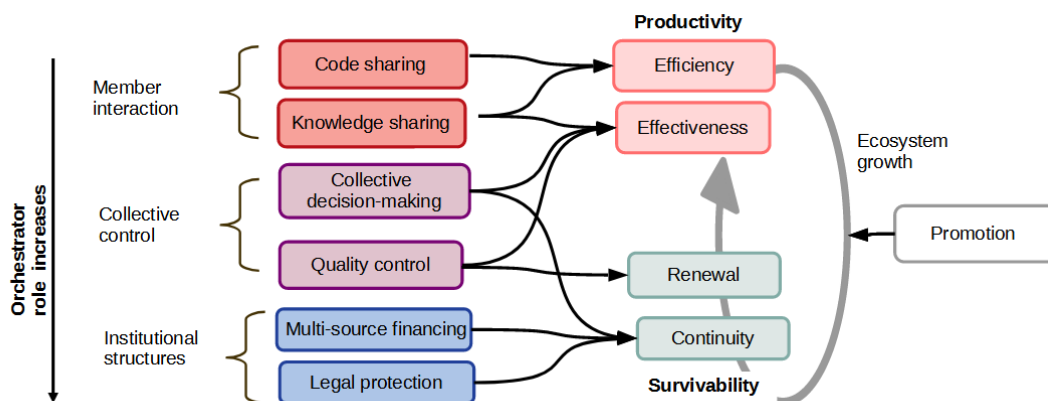 Productivity
Member
interaction
Code sharing
Efficiency
Knowledge sharing
Effectiveness
Ecosystem
growth
Collective
control
Collective
decision-making
Promotion
Quality control
Renewal
Orchestrator
role increases
Institutional
structures
Multi-source financing
Continuity
Legal protection
Survivability